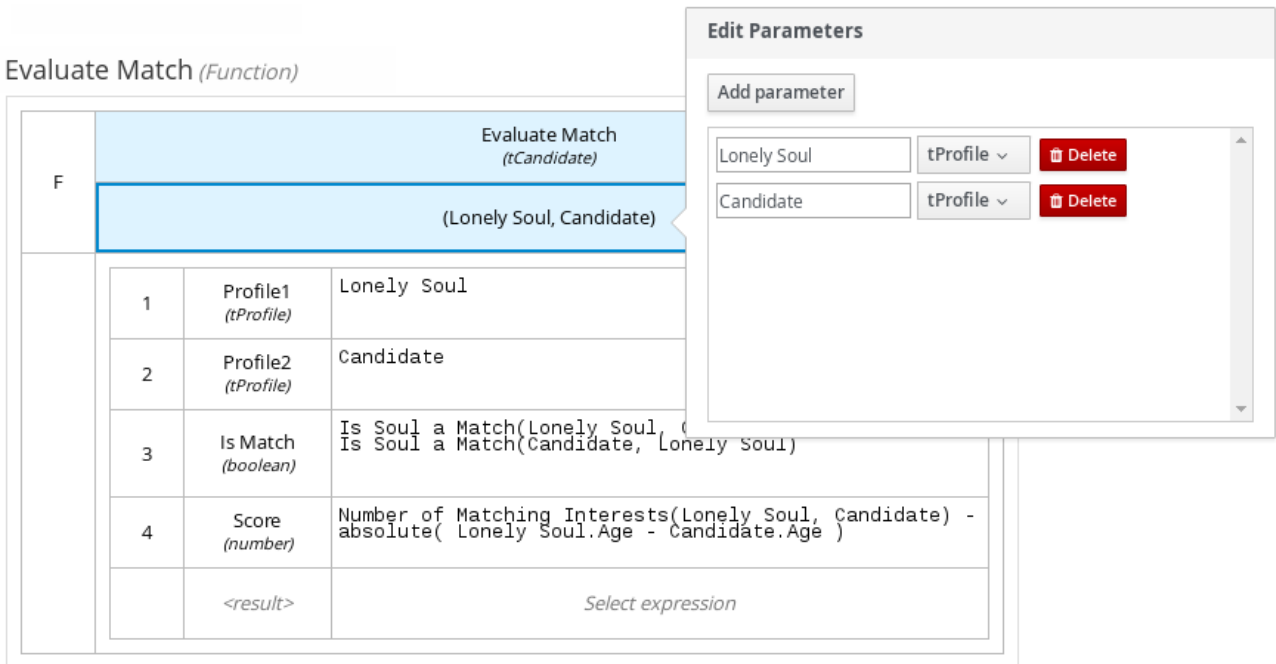 Evaluate Match (Function)
F
Evaluate Match
(tCandidate)
(Lonely Soul, Candidate)
1
Profile1
(tProfile)
Lonely Soul
2
Profile2
(tProfile)
Candidate
3
Is Match
(boolean)
Is Soul a Match(Lonely Soul,
Is Soul a Match(Candidate, Lonely Soul)
4
Score
(number)
Number of Matching Interests(Lonely Soul, Candidate) -
absolute( Lonely Soul.Age - Candidate.Age )
<result>
Select expression
Edit Parameters
Add parameter
Lonely Soul
tProfile
Delete
Candidate
tProfile
Delete